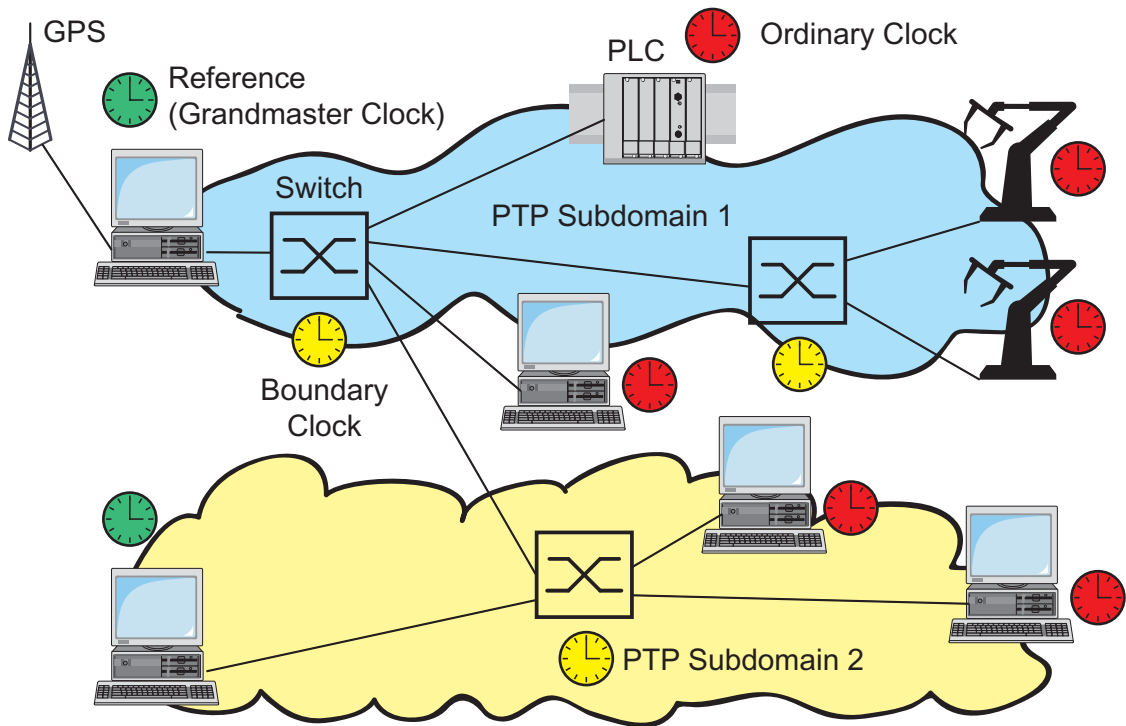 GPS
Reference
(Grandmaster Clock)
PLC
Ordinary Clock
Switch
PTP Subdomain 1
Boundary
Clock
PTP Subdomain 2